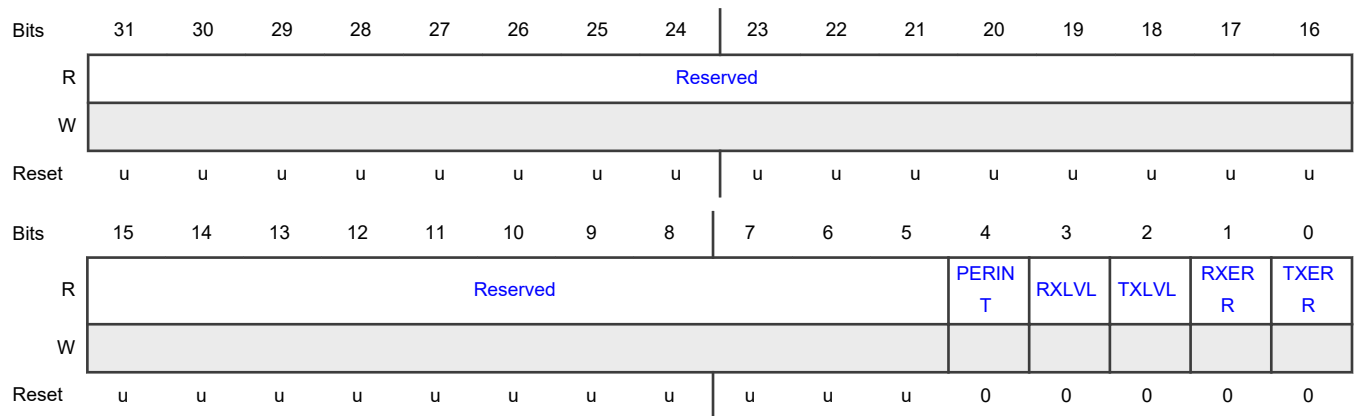 Bits 31 30 29 28 27 26 25 24 23 22 21 20 19 18 17 16
R Reserved
W
Reset u u u u u u u u u u u u u u u u
Bits 15 14 13 12 11 10 9 8 7 6 5 4 3 2 1 0
R Reserved PERIN T RXLVL TXLVL RXER R TXER R
W
Reset u u u u u u u u u u u 0 0 0 0 0